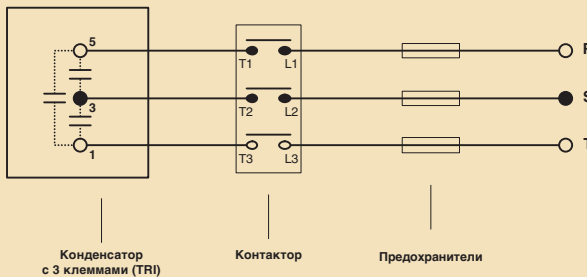 5
T1 L1
R
3
T2 L2
S
1
T3 L3
T
Конденсатор
с 3 клеммами (TRI)
Контактор
Предохранители